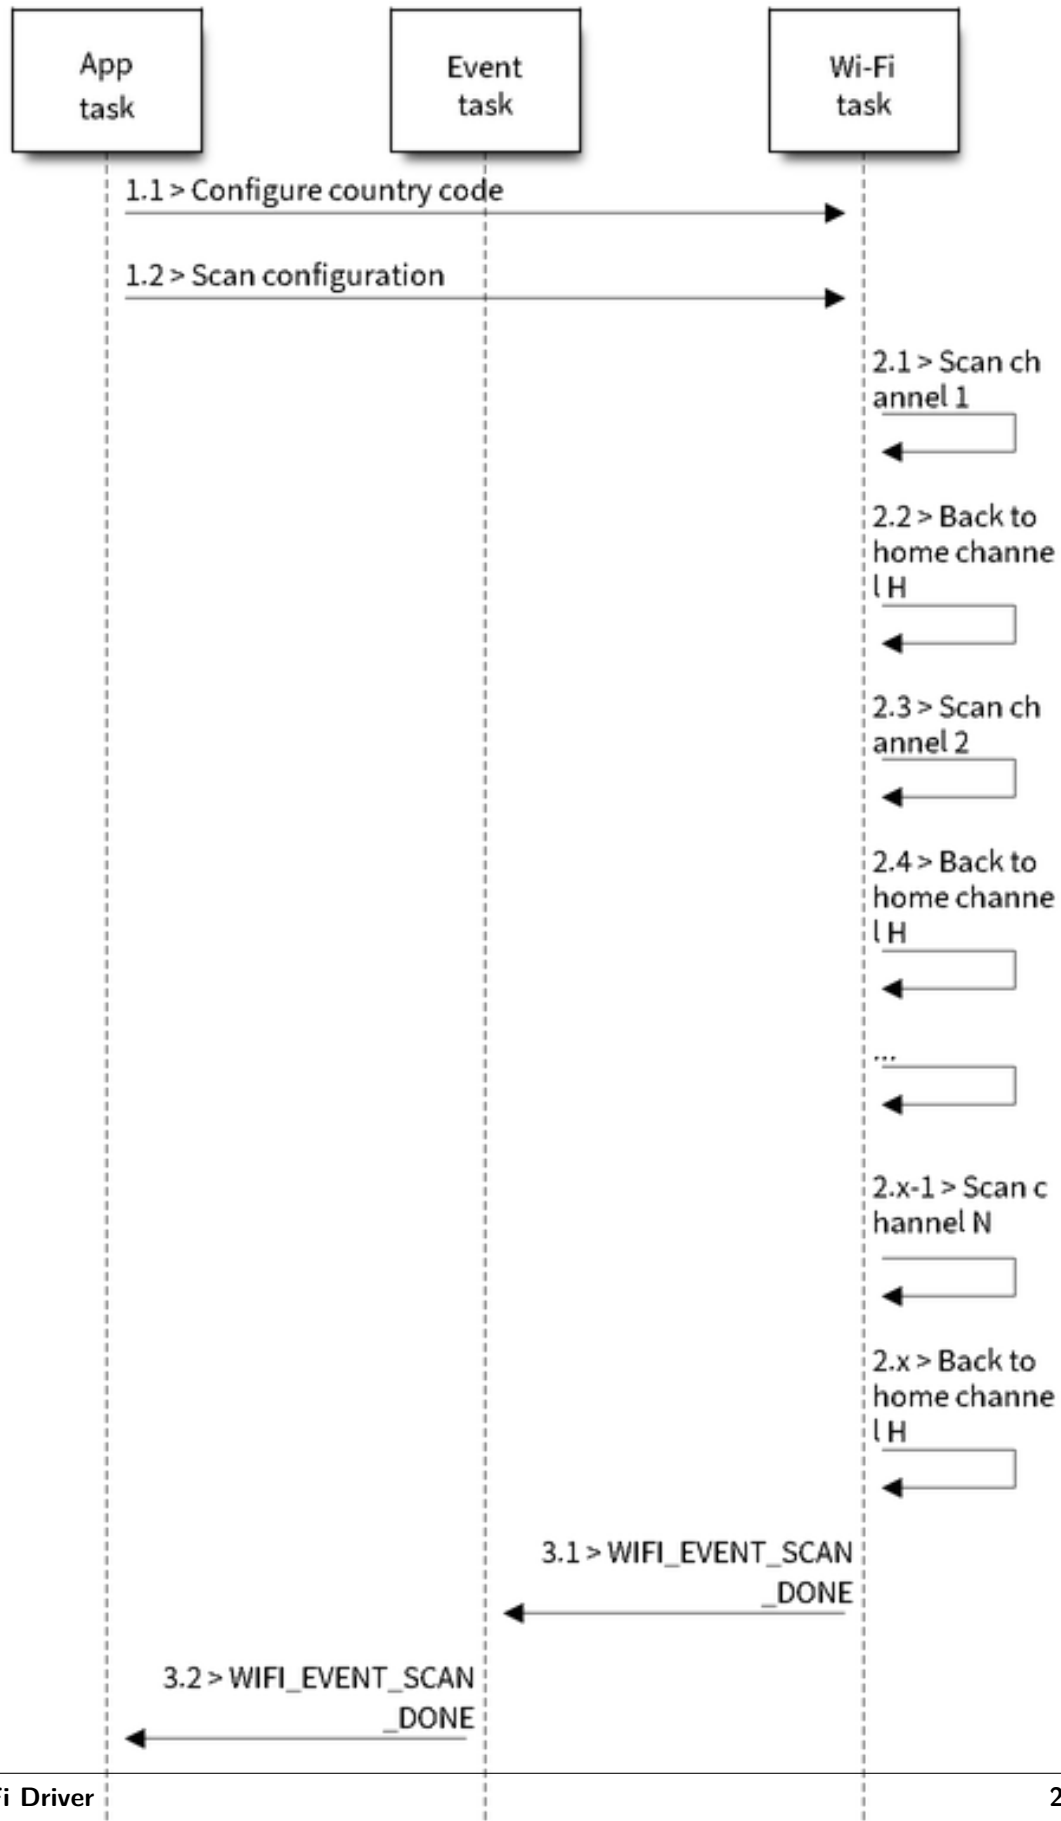 App
task
Event
task
Wi-Fi
task
1.1 > Configure country code
1.2 > Scan configuration
2.1 > Scan ch
annel 1
2.2 > Back to
home channe
l H
2.3 > Scan ch
annel 2
2.4 > Back to
home channe
l H
...
2.x-1 > Scan c
hannel N
2.x > Back to
home channe
l H
3.1 > WIFI_EVENT_SCAN
_DONE
3.2 > WIFI_EVENT_SCAN
_DONE
i Driver
2